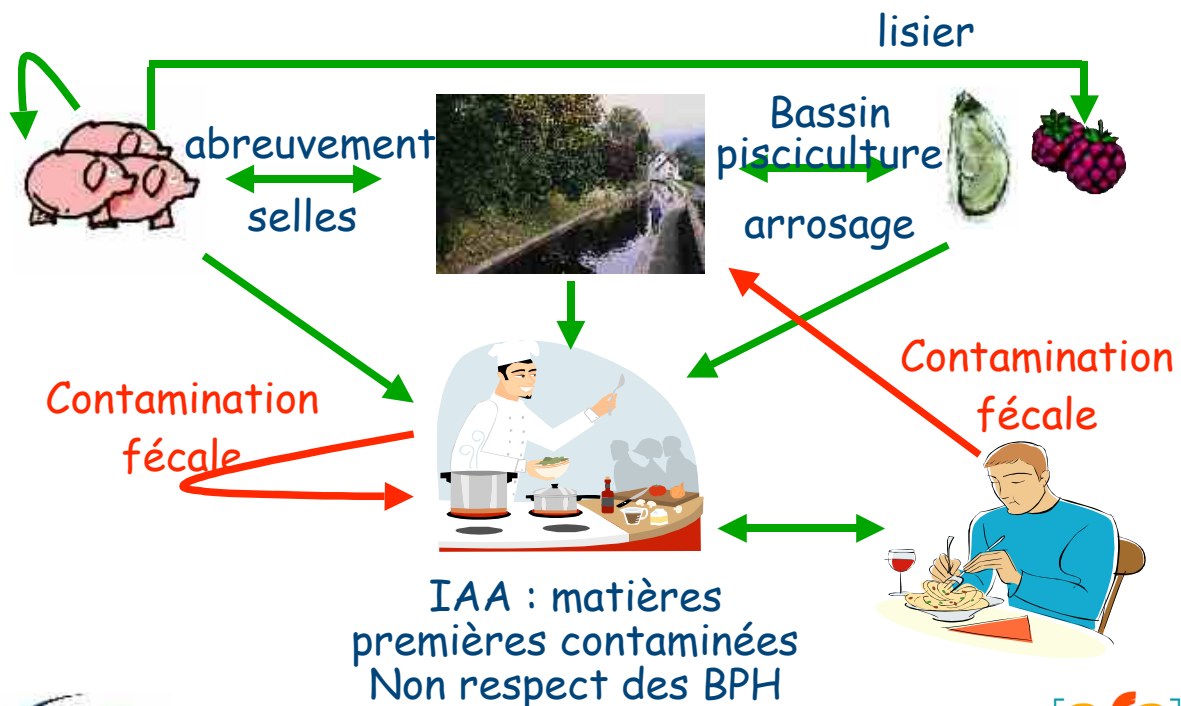 lisier
abreuvement
selles
Bassin
pisciculture
arrosage
Contamination
fécale
Contamination
fécale
IAA : matières
premières contaminées
Non respect des BPH